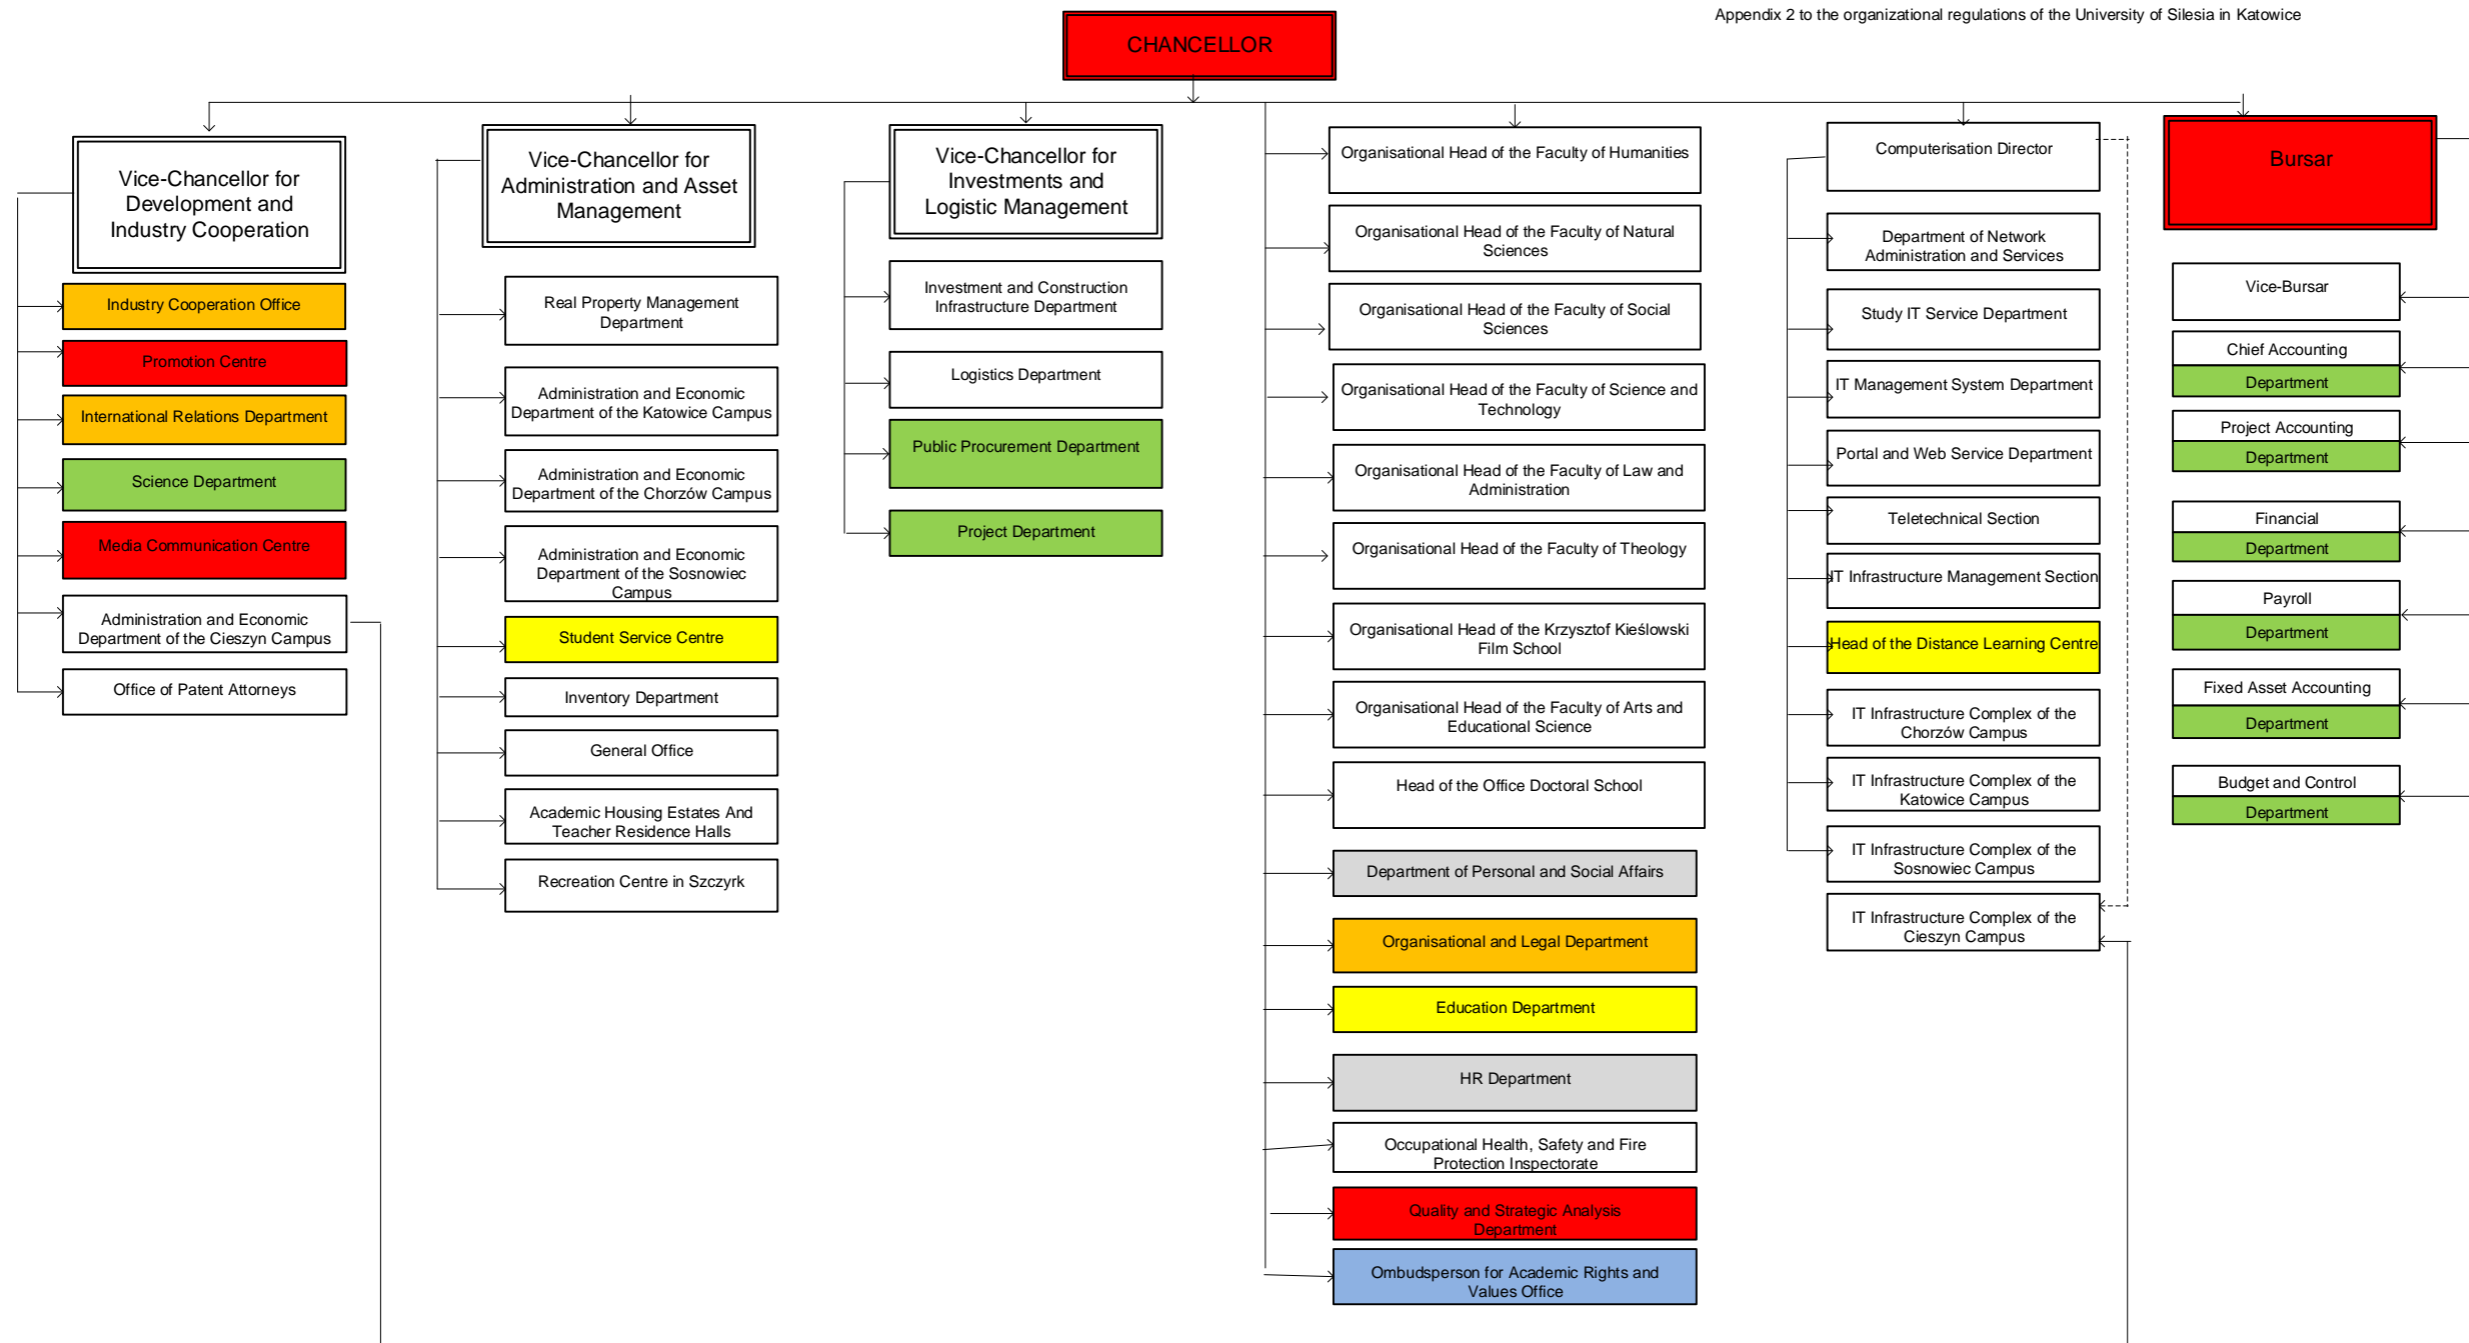 Appendix 2 to the organizational regulations of the University of Silesia in Katowice
CHANCELLOR
Vice-Chancellor for
Development and
Industry Cooperation
Industry Cooperation Office
Promotion Centre
International Relations Department
Science Department
Media Communication Centre
Administration and Economic
Department of the Cieszyn Campus
Office of Patent Attorneys
Vice-Chancellor for
Administration and Asset
Management
Real Property Management
Department
Administration and Economic
Department of the Katowice Campus
Administration and Economic
Department of the Chorzów Campus
Administration and Economic
Department of the Sosnowiec
Campus
Student Service Centre
Inventory Department
General Office
Academic Housing Estates And
Teacher Residence Halls
Recreation Centre in Szczyrk
Vice-Chancellor for
Investments and
Logistic Management
Investment and Construction
Infrastructure Department
Logistics Department
Public Procurement Department
Project Department
Organisational Head of the Faculty of Humanities
Organisational Head of the Faculty of Natural
Sciences
Organisational Head of the Faculty of Social
Sciences
Organisational Head of the Faculty of Science and
Technology
Organisational Head of the Faculty of Law and
Administration
Organisational Head of the Faculty of Theology
Organisational Head of the Krzysztof Kieślowski
Film School
Organisational Head of the Faculty of Arts and
Educational Science
Head of the Office Doctoral School
Department of Personal and Social Affairs
Organisational and Legal Department
Education Department
HR Department
Occupational Health, Safety and Fire
Protection Inspectorate
Quality and Strategic Analysis
Department
Ombudsperson for Academic Rights and
Values Office
Computerisation Director
Department of Network
Administration and Services
Study IT Service Department
IT Management System Department
Portal and Web Service Department
Teletechnical Section
IT Infrastructure Management Section
Head of the Distance Learning Centre
IT Infrastructure Complex of the
Chorzów Campus
IT Infrastructure Complex of the
Katowice Campus
IT Infrastructure Complex of the
Sosnowiec Campus
IT Infrastructure Complex of the
Cieszyn Campus
Bursar
Vice-Bursar
Chief Accounting
Department
Project Accounting
Department
Financial
Department
Payroll
Department
Fixed Asset Accounting
Department
Budget and Control
Department